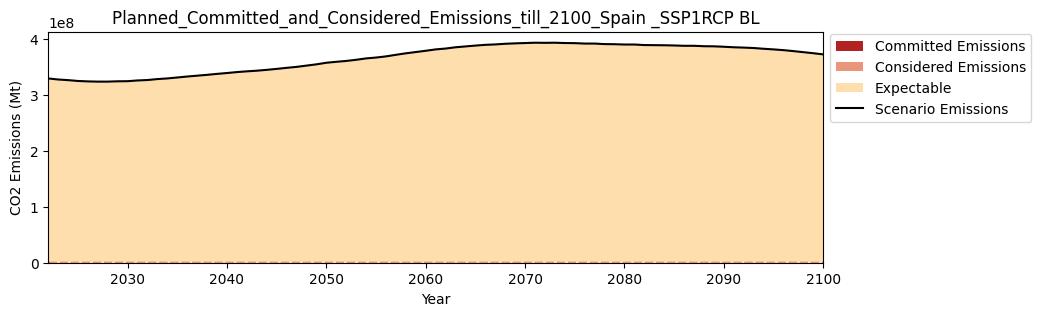 Planned_Committed_and_Considered_Emissions_till_2100_Spain _SSP1RCP BL
1e8
4
3
2
1
0
CO2 Emissions (Mt)
2030
2040
2050
2060
2070
2080
2090
2100
Year
Committed Emissions
Considered Emissions
Expectable
Scenario Emissions